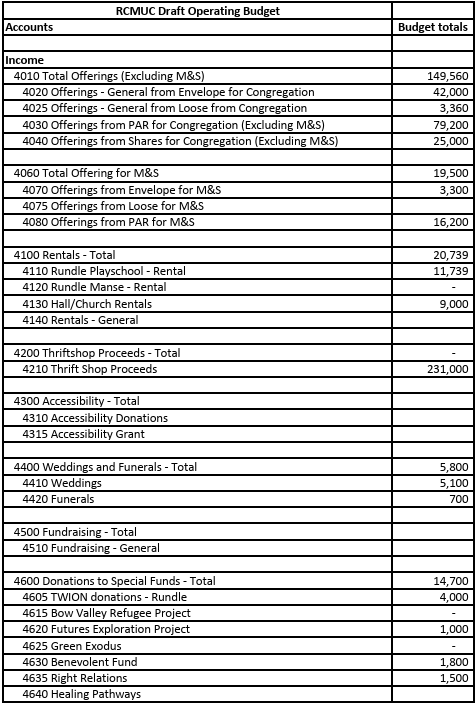 RCMUC Draft Operating Budget
Accounts Budget totals
Income
4010 Total Offerings (Excluding M&S) 149,560
4020 Offerings - General from Envelope for Congregation 42,000
4025 Offerings - General from Loose from Congregation 3,360
4030 Offerings from PAR for Congregation (Excluding M&S) 79,200
4040 Offerings from Shares for Congregation (Excluding M&S) 25,000
4060 Total Offering for M&S 19,500
4070 Offerings from Envelope for M&S 3,300
4075 Offerings from Loose for M&S
4080 Offerings from PAR for M&S 16,200
4100 Rentals - Total 20,739
4110 Rundle Playschool - Rental 11,739
4120 Rundle Manse - Rental -
4130 Hall/Church Rentals 9,000
4140 Rentals - General
4200 Thriftshop Proceeds - Total -
4210 Thrift Shop Proceeds 231,000
4300 Accessibility - Total
4310 Accessibility Donations
4315 Accessibility Grant
4400 Weddings and Funerals - Total 5,800
4410 Weddings 5,100
4420 Funerals 700
4500 Fundraising - Total
4510 Fundraising - General
4600 Donations to Special Funds - Total 14,700
4605 TWION donations - Rundle 4,000
4615 Bow Valley Refugee Project -
4620 Futures Exploration Project 1,000
4625 Green Exodus -
4630 Benevolent Fund 1,800
4635 Right Relations 1,500
4640 Healing Pathways